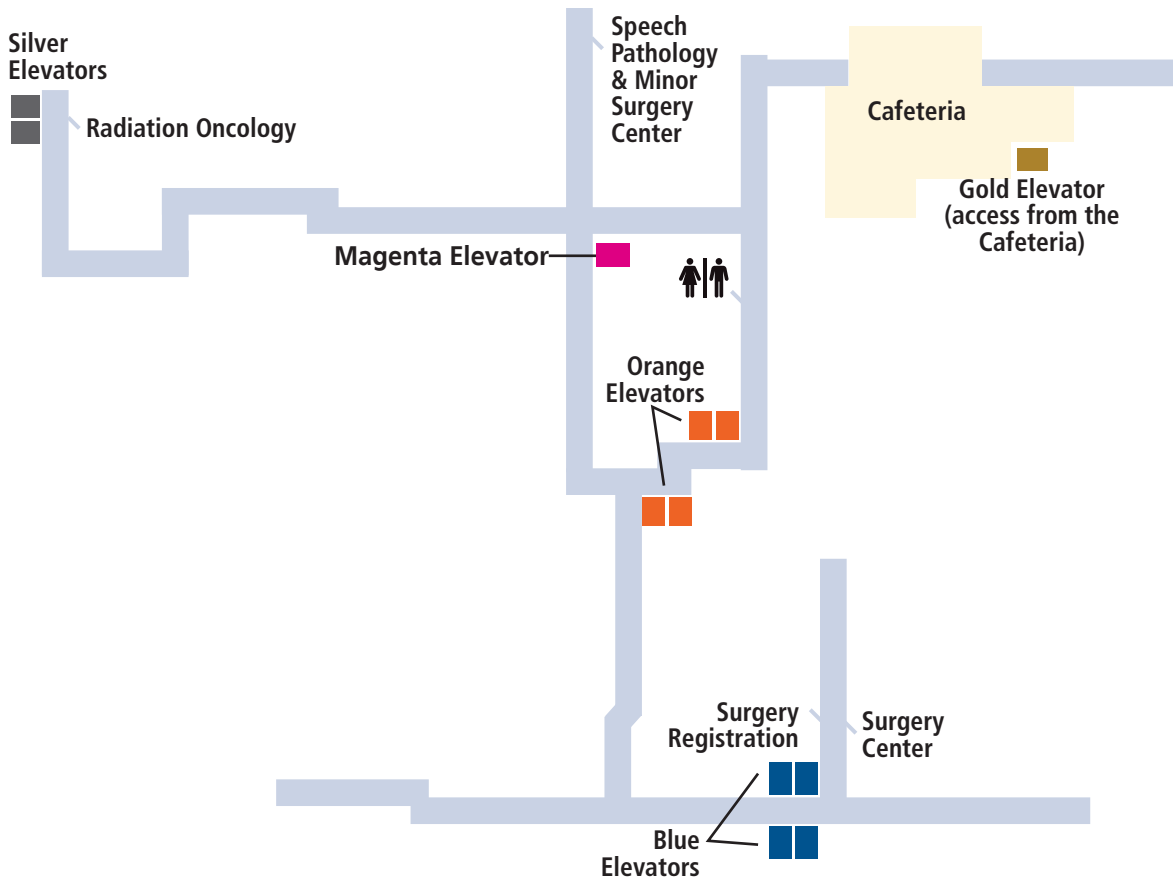 Silver
Elevators
Radiation Oncology
Speech
Pathology
& Minor
Surgery
Center
Cafeteria
Gold Elevator
(access from the
Cafeteria)
Magenta Elevator
Orange
Elevators
Surgery
Registration
Surgery
Center
Blue
Elevators